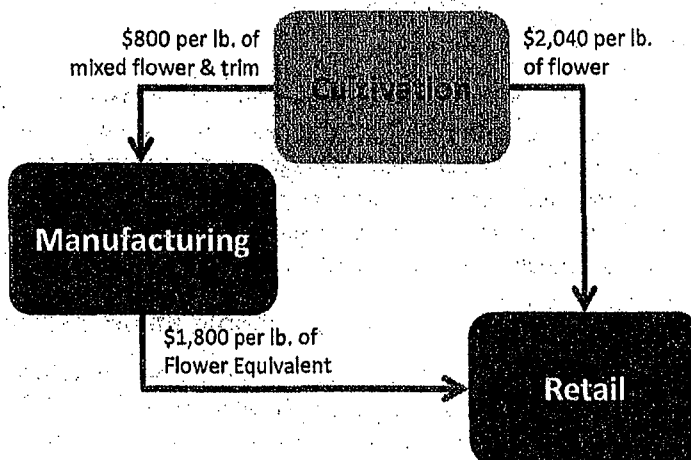 $800 per lb. of
mixed flower & trim
Cultivation
$2,040 per lb.
of flower
Manufacturing
$1,800 per lb. of
Flower Equivalent
Retail